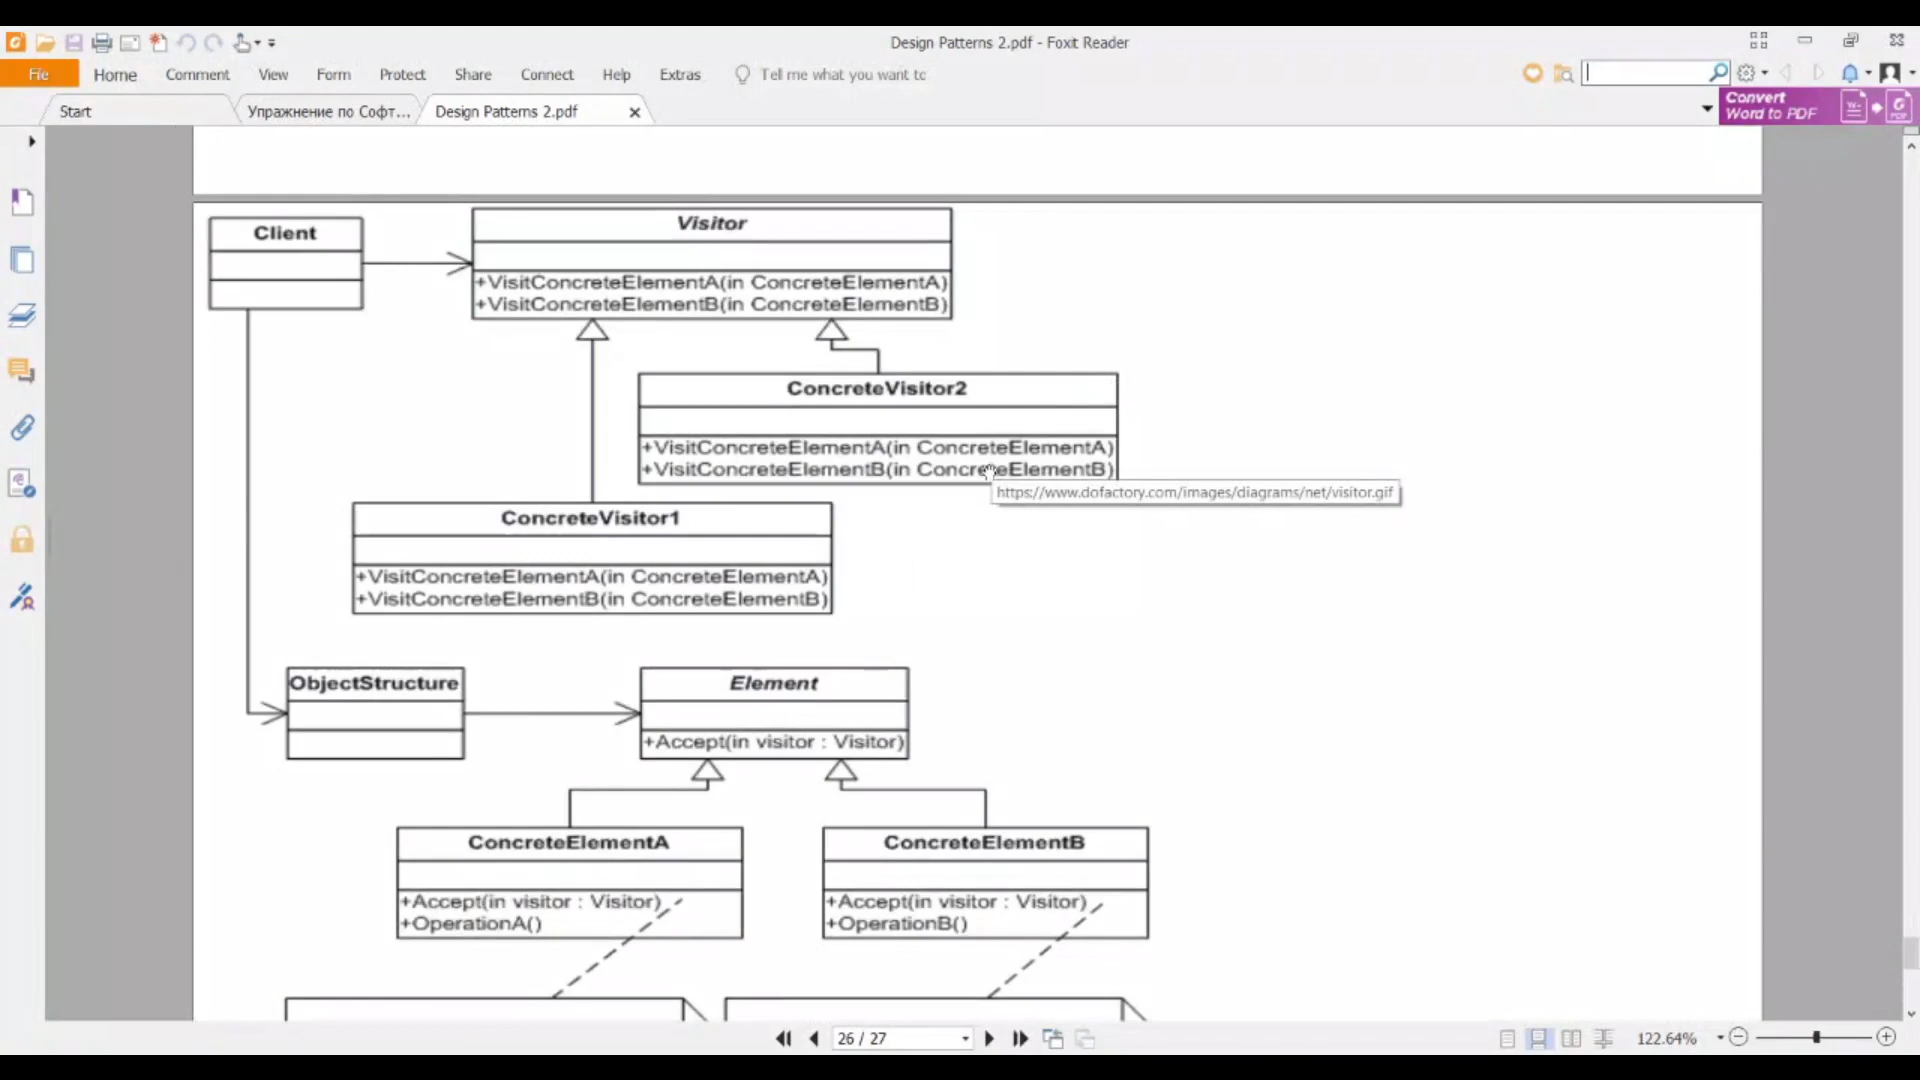 Design Patterns 2.pdf - Foxit Reader
File
Home
Comment
View
Form
Protect
Share
Connect
Help
Extras
Tell me what you want tc
Start
Упражнение по Софт...
Design Patterns 2.pdf
Convert
Word to PDF
Client
Visitor
+VisitConcreteElementA(in ConcreteElementA)
+VisitConcreteElementB(in ConcreteElementB)
ConcreteVisitor2
+VisitConcreteElementA(in ConcreteElementA)
+VisitConcreteElementB(in ConcreteElementB)
https://www.dofactory.com/images/diagrams/net/visitor.gif
ConcreteVisitor1
+VisitConcreteElementA(in ConcreteElementA)
+VisitConcreteElementB(in ConcreteElementB)
ObjectStructure
Element
+Accept(in visitor : Visitor)
ConcreteElementA
+Accept(in visitor : Visitor)
+OperationA()
ConcreteElementB
+Accept(in visitor : Visitor)
+OperationB()
26 / 27
122.64%